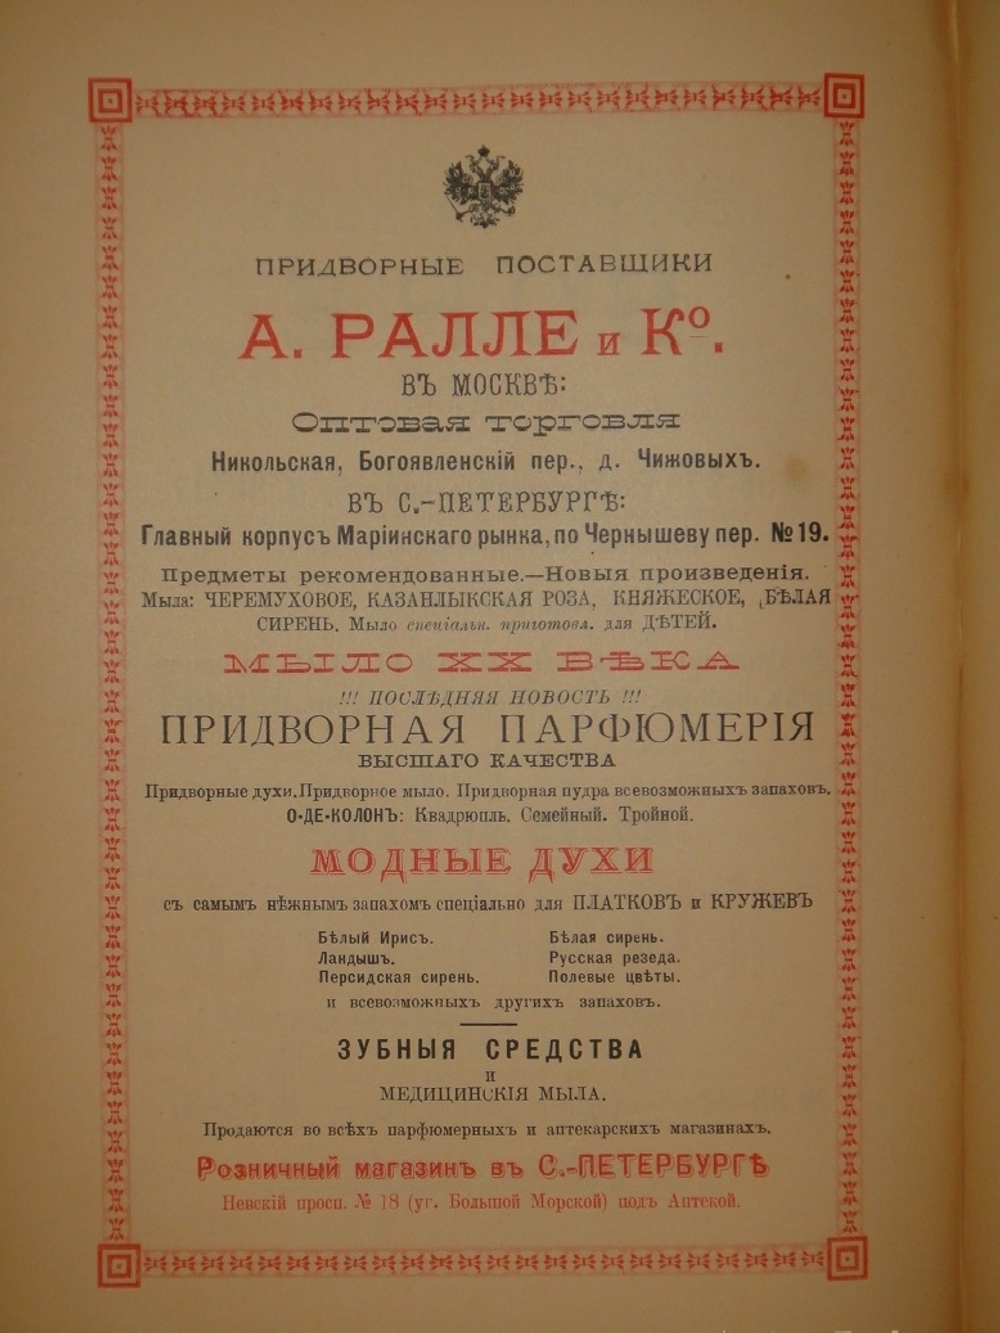 ПРИДВОРНЫЕ ПОСТАВЩИКИ
А. РАЛЛЕ и Кº.
ВЪ МОСКВѢ:
Оптовая торговля
Никольская, Богоявленскій пер., д. Чижовыхъ.
ВЪ С.-ПЕТЕРБУРГѢ:
Главный корпусъ Маріинскаго рынка, по Чернышеву пер. № 19.
Предметы рекомендованные.—Новыя произведенія.
Мыла: ЧЕРЕМУХОВОЕ, КАЗАНЛЫКСКАЯ РОЗА, КНЯЖЕСКОЕ, БѢЛАЯ
СИРЕНЬ. Мыло спеціальн. приготовл. для ДѢТЕЙ.
МЫЛО XX ВѢКА
!!! ПОСЛѢДНЯЯ НОВОСТЬ !!!
ПРИДВОРНАЯ ПАРФЮМЕРІЯ
ВЫСШАГО КАЧЕСТВА
Придворные духи. Придворное мыло. Придворная пудра всевозможныхъ запаховъ.
О-ДЕ-КОЛОНЪ: Квадрюпль. Семейный. Тройной.
МОДНЫЕ ДУХИ
съ самымъ нѣжнымъ запахомъ спеціально для ПЛАТКОВЪ и КРУЖЕВЪ
Бѣлый Ирисъ. Бѣлая сирень.
Ландышъ. Русская резеда.
Персидская сирень. Полевые цвѣты.
и всевозможныхъ другихъ запаховъ.
ЗУБНЫЯ СРЕДСТВА
и
МЕДИЦИНСКІЯ МЫЛА.
Продаются во всѣхъ парфюмерныхъ и аптекарскихъ магазинахъ.
Розничный магазинъ въ С.-ПЕТЕРБУРГѢ
Невскій просп. № 18 (уг. Большой Морской) подъ Аптекой.